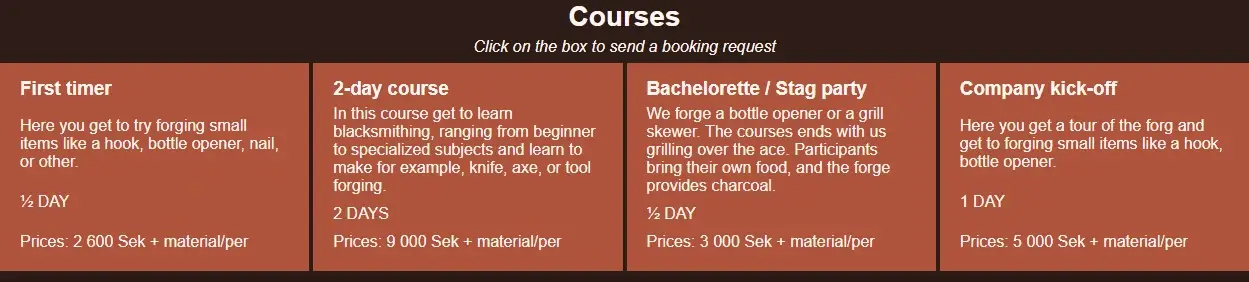 Courses
Click on the box to send a booking request
First timer
Here you get to try forging small
items like a hook, bottle opener, nail,
or other.
½ DAY
Prices: 2 600 Sek + material/per
2-day course
In this course get to learn
blacksmithing, ranging from beginner
to specialized subjects and learn to
make for example, knife, axe, or tool
forging.
2 DAYS
Prices: 9 000 Sek + material/per
Bachelorette / Stag party
We forge a bottle opener or a grill
skewer. The courses ends with us
grilling over the ace. Participants
bring their own food, and the forge
provides charcoal.
½ DAY
Prices: 3 000 Sek + material/per
Company kick-off
Here you get a tour of the forg and
get to forging small items like a hook,
bottle opener.
1 DAY
Prices: 5 000 Sek + material/per